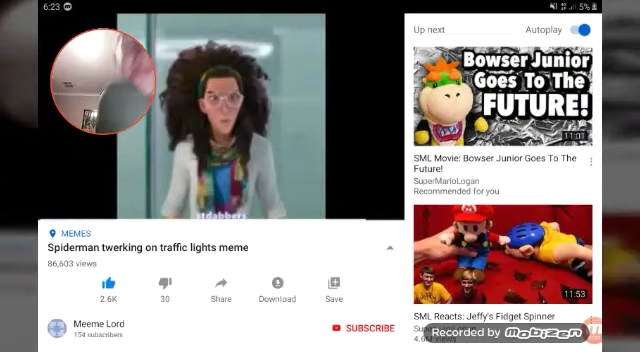 6:23
5%
Up next
Autoplay
Bowser Junior
Goes To The
FUTURE!
11:01
SML Movie: Bowser Junior Goes To The
Future!
SuperMarioLogan
Recommended for you
stdabbers
MEMES
Spiderman twerking on traffic lights meme
86,603 views
2.6K
30
Share
Download
Save
Meeme Lord
154 subscribers
SUBSCRIBE
11:53
SML Reacts: Jeffy's Fidget Spinner
Recorded by mobizen